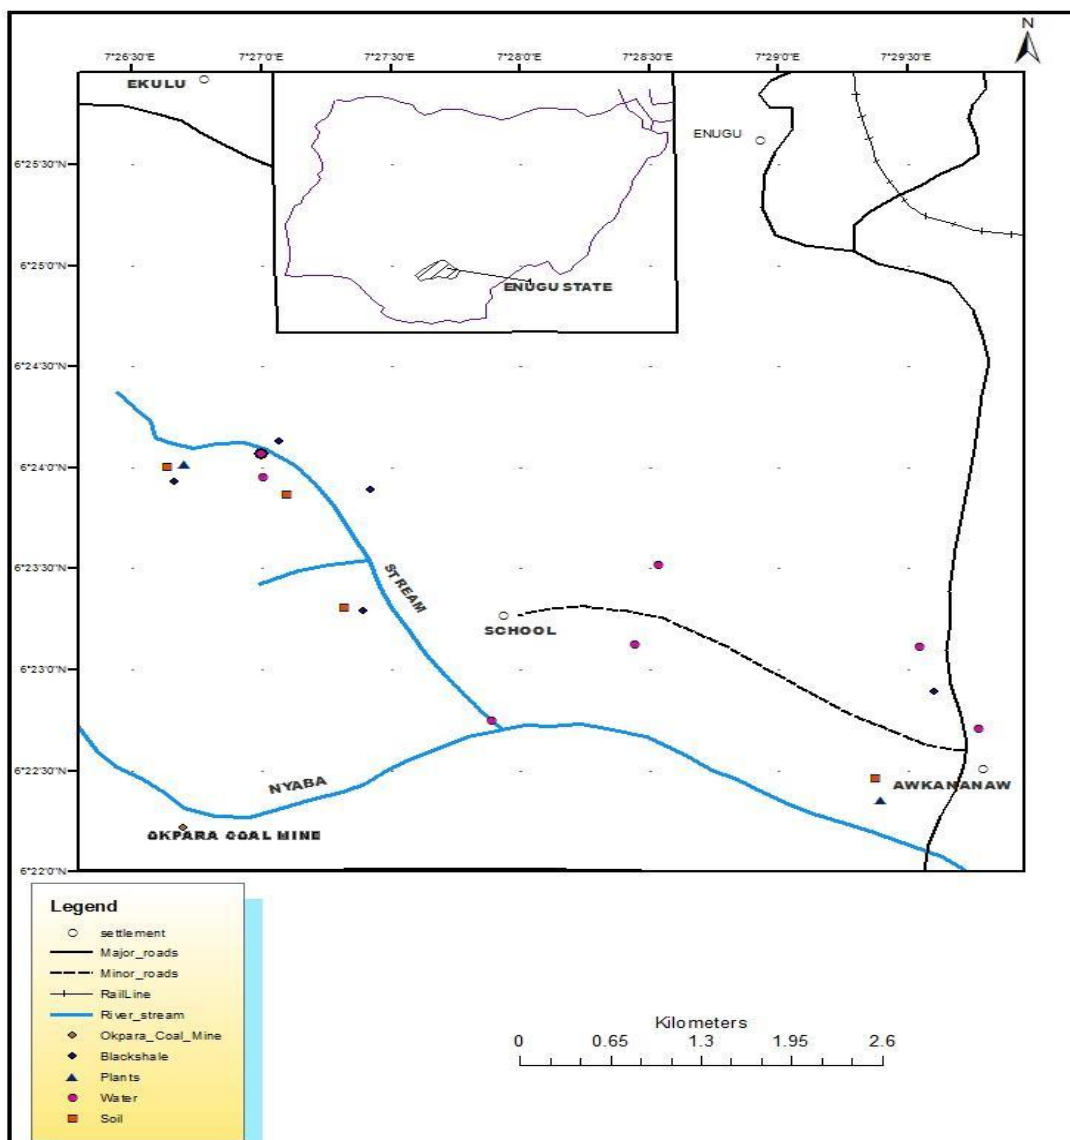 N
7°26'30"E 7°27'0"E 7°27'30"E 7°28'0"E 7°28'30"E 7°29'0"E 7°29'30"E
EKULU
ENUGU
6°25'30"N
6°25'0"N
ENUGU STATE
6°24'30"N
6°24'0"N
6°23'30"N
STREAM
SCHOOL
6°23'0"N
6°22'30"N
NYABA
AWKANANAW
OKPARA COAL MINE
6°22'0"N
Legend
settlement
Major_roads
Minor_roads
RailLine
River_stream
Okpara_Coal_Mine
Blackshale
Plants
Water
Soil
Kilometers
0 0.65 1.3 1.95 2.6